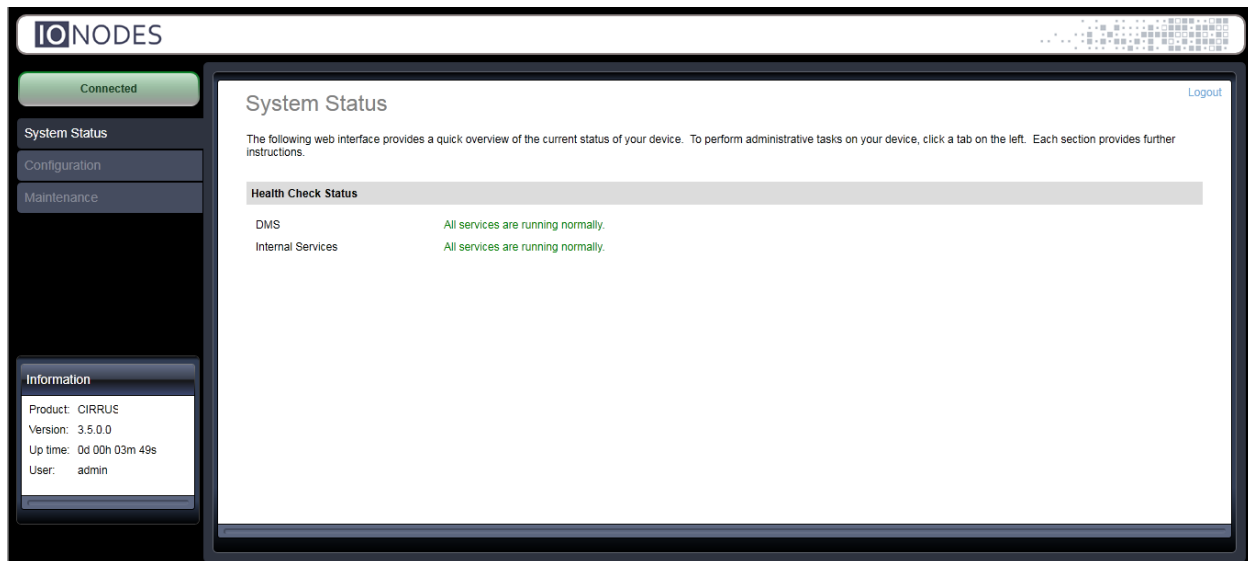 IONODES
Connected
Logout
System Status
System Status
The following web interface provides a quick overview of the current status of your device. To perform administrative tasks on your device, click a tab on the left. Each section provides further
instructions.
Configuration
Maintenance
Health Check Status
DMS All services are running normally.
Internal Services All services are running normally.
Information
Product: CIRRUS
Version: 3.5.0.0
Up time: 0d 00h 03m 49s
User: admin